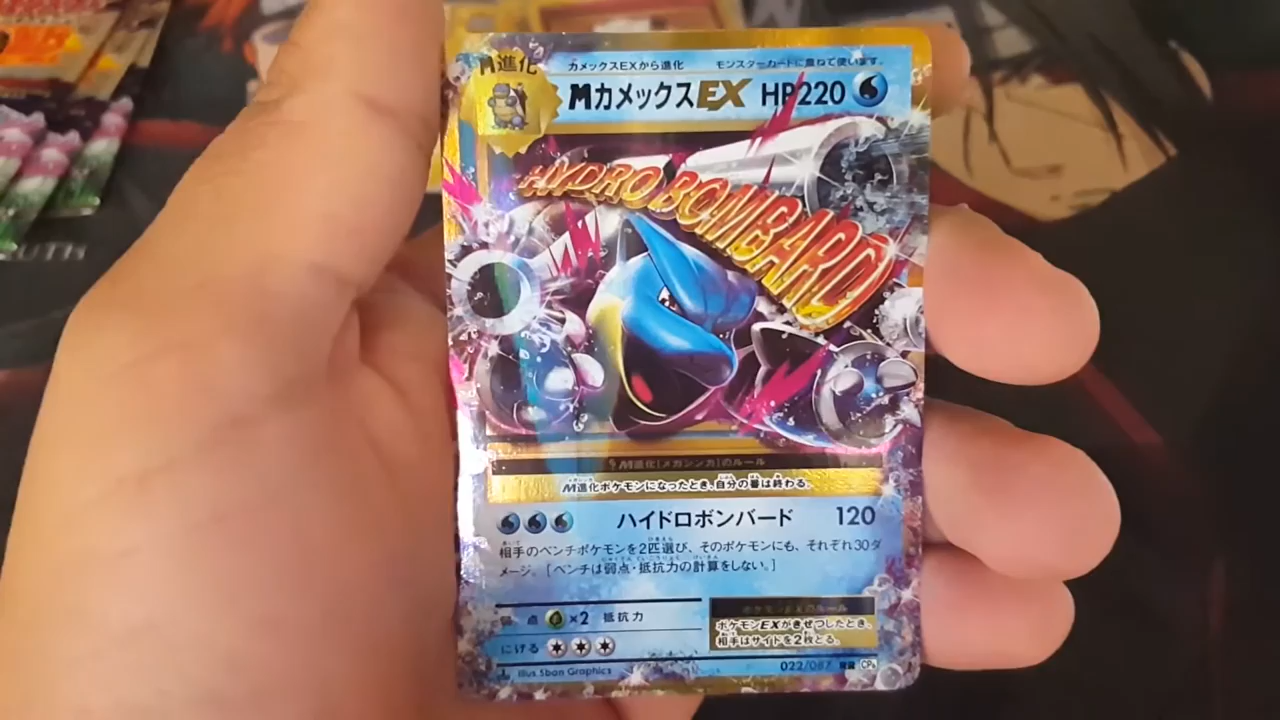 M進化
カメックスEXから進化 モンスターカードに重ねて使います。
MカメックスEX HP220
HYDRO BOMBARD
M進化[メガシンカ]のルール
M進化ポケモンになったとき、自分の番は終わる。
ハイドロボンバード 120
相手のベンチポケモンを2匹選び、そのポケモンにも、それぞれ30ダ
メージ。[ベンチは弱点・抵抗力の計算をしない。]
弱 点 ×2 抵抗力
にげる
ポケモンEXのルール
ポケモンEXがきぜつしたとき、
相手はサイドを2枚とる。
Illus. 5ban Graphics
022/087 RR CP6
UTH